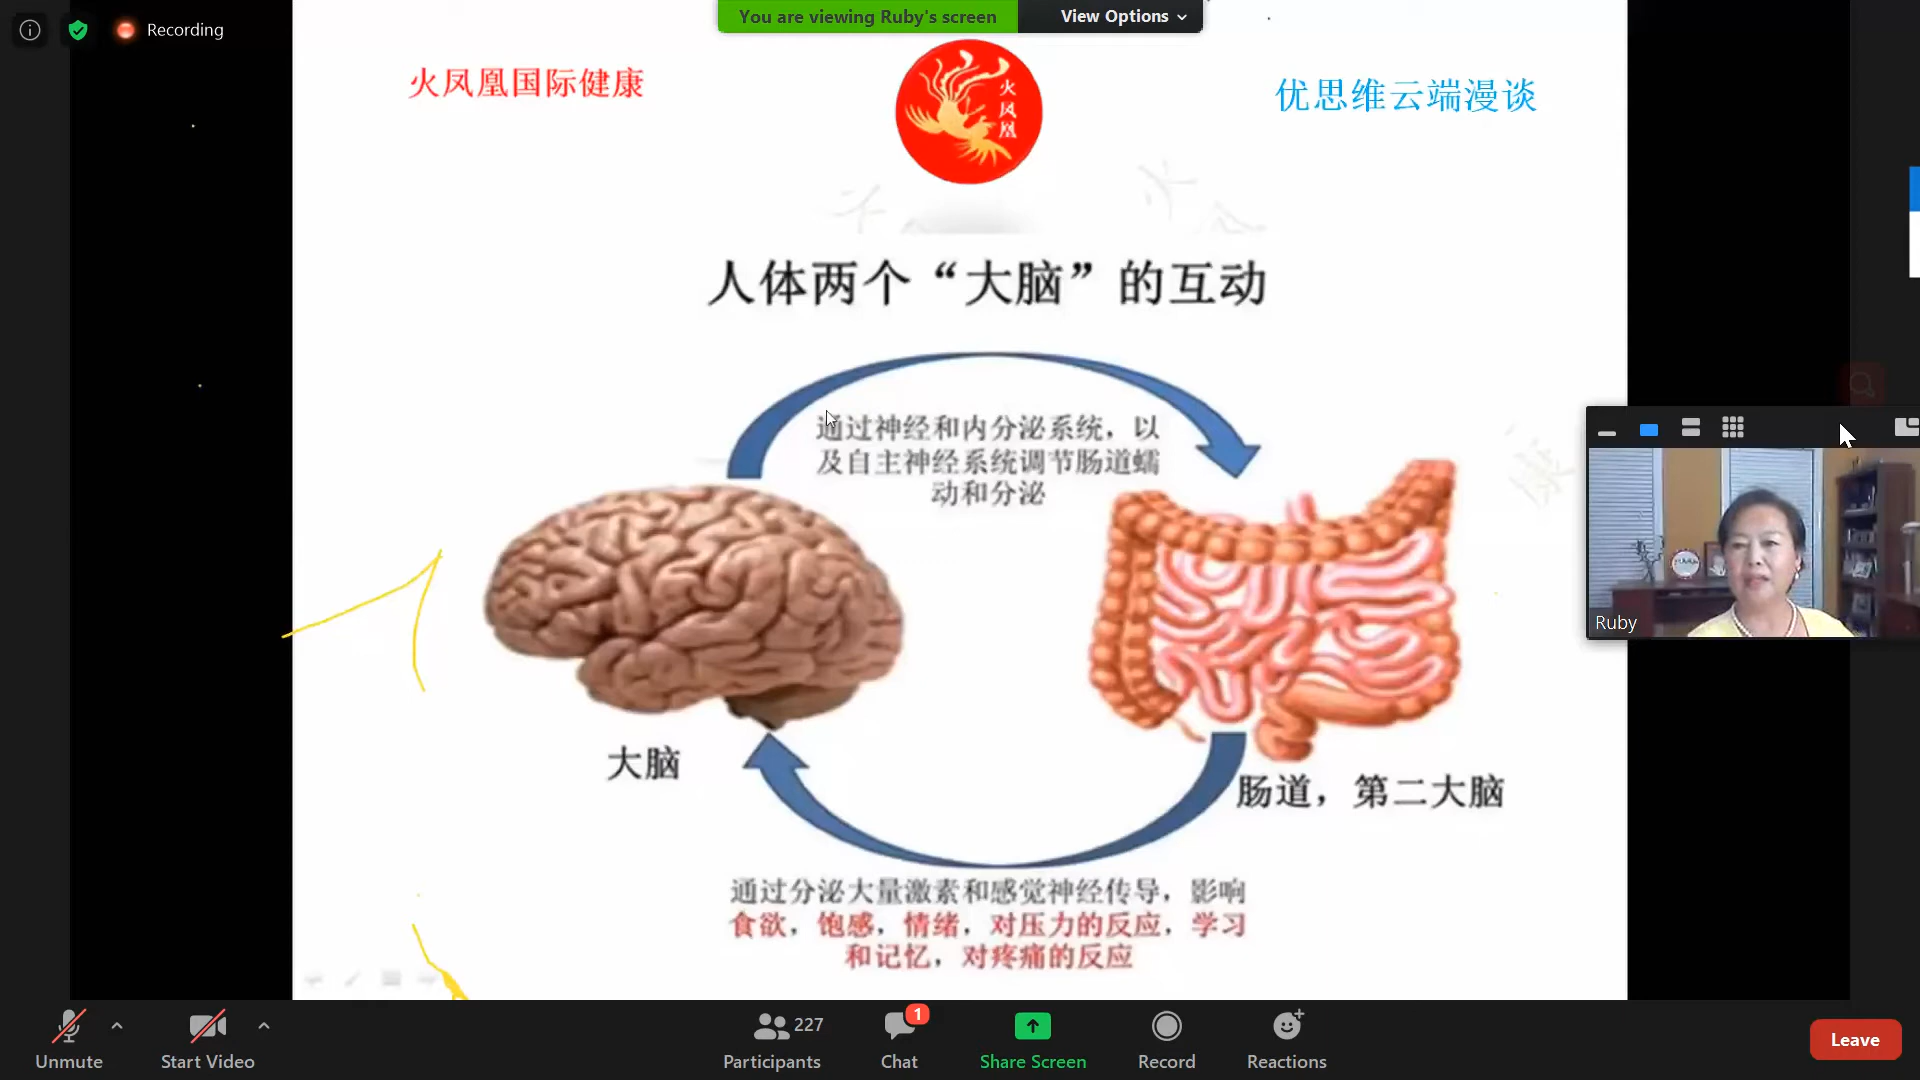 You are viewing Ruby's screen
View Options
Recording
火凤凰国际健康
火凤凰
优思维云端漫谈
人体两个“大脑”的互动
通过神经和内分泌系统，以
及自主神经系统调节肠道蠕
动和分泌
Ruby
大脑
肠道，第二大脑
通过分泌大量激素和感觉神经传导，影响
食欲，饱感，情绪，对压力的反应，学习
和记忆，对疼痛的反应
227
1
Unmute
Start Video
Participants
Chat
Share Screen
Record
Reactions
Leave